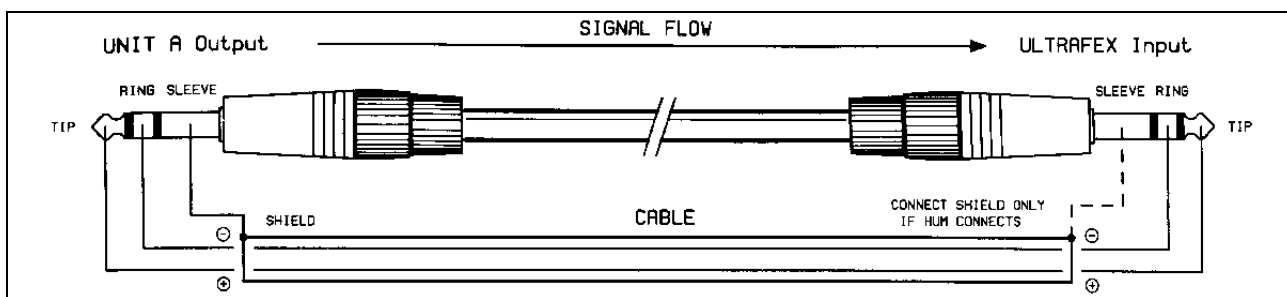 SIGNAL FLOW
UNIT A Output
ULTRAFEX Input
RING SLEEVE
SLEEVE RING
TIP
TIP
SHIELD
CABLE
CONNECT SHIELD ONLY
IF HUM CONNECTS
⊖
⊖
⊕
⊕